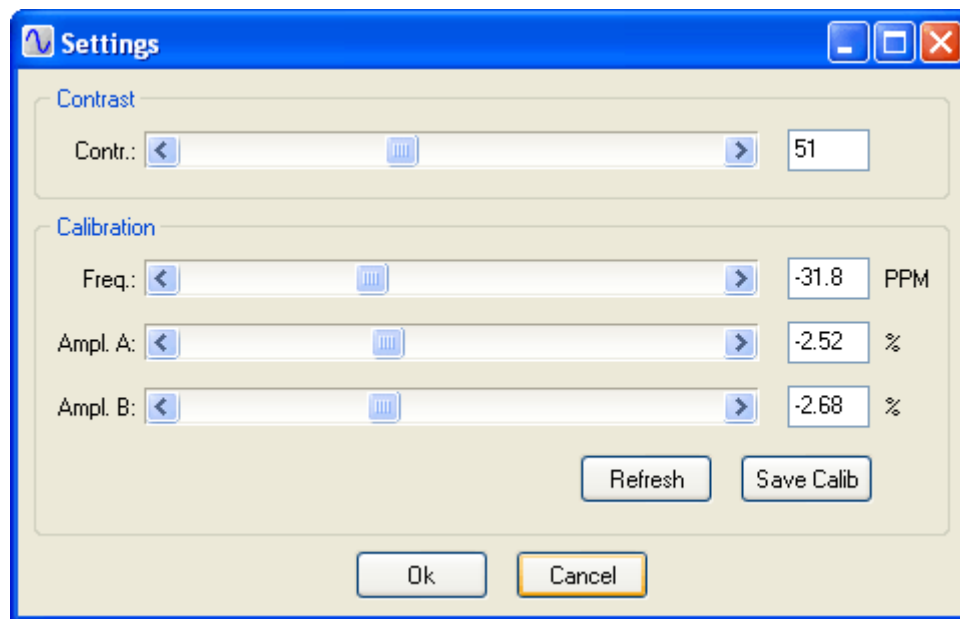 Settings
Contrast
Contr.: 51
Calibration
Freq.: -31.8 PPM
Ampl. A: -2.52 %
Ampl. B: -2.68 %
Refresh Save Calib
Ok Cancel